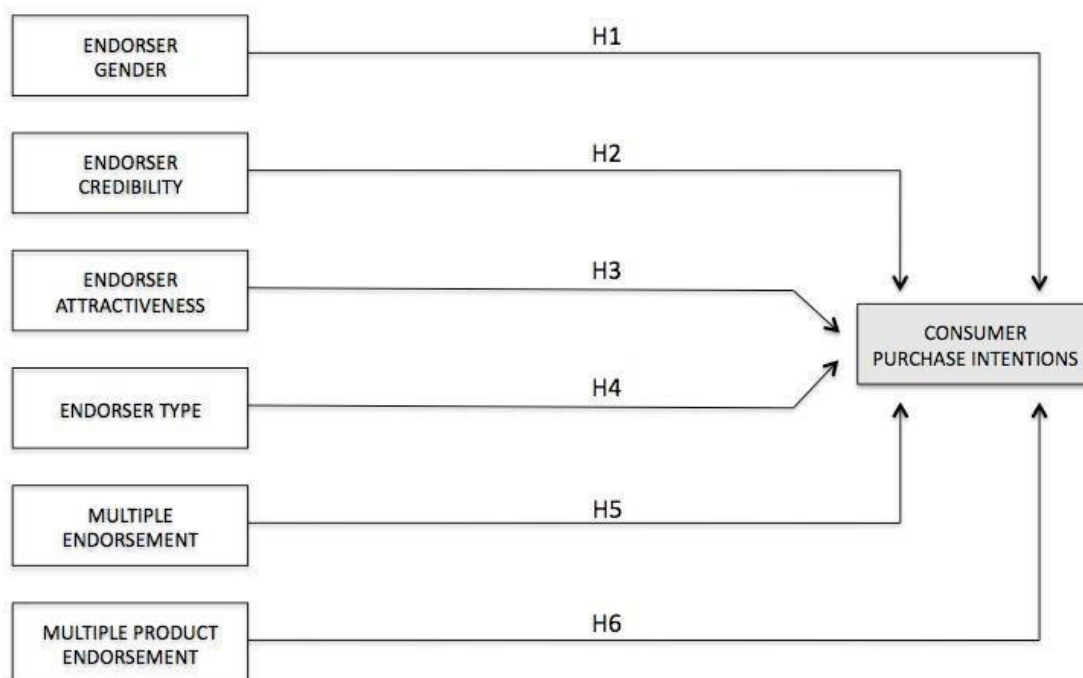 ENDORSER
GENDER
H1
ENDORSER
CREDIBILITY
H2
ENDORSER
ATTRACTIVENESS
H3
CONSUMER
PURCHASE INTENTIONS
ENDORSER TYPE
H4
MULTIPLE
ENDORSEMENT
H5
MULTIPLE PRODUCT
ENDORSEMENT
H6